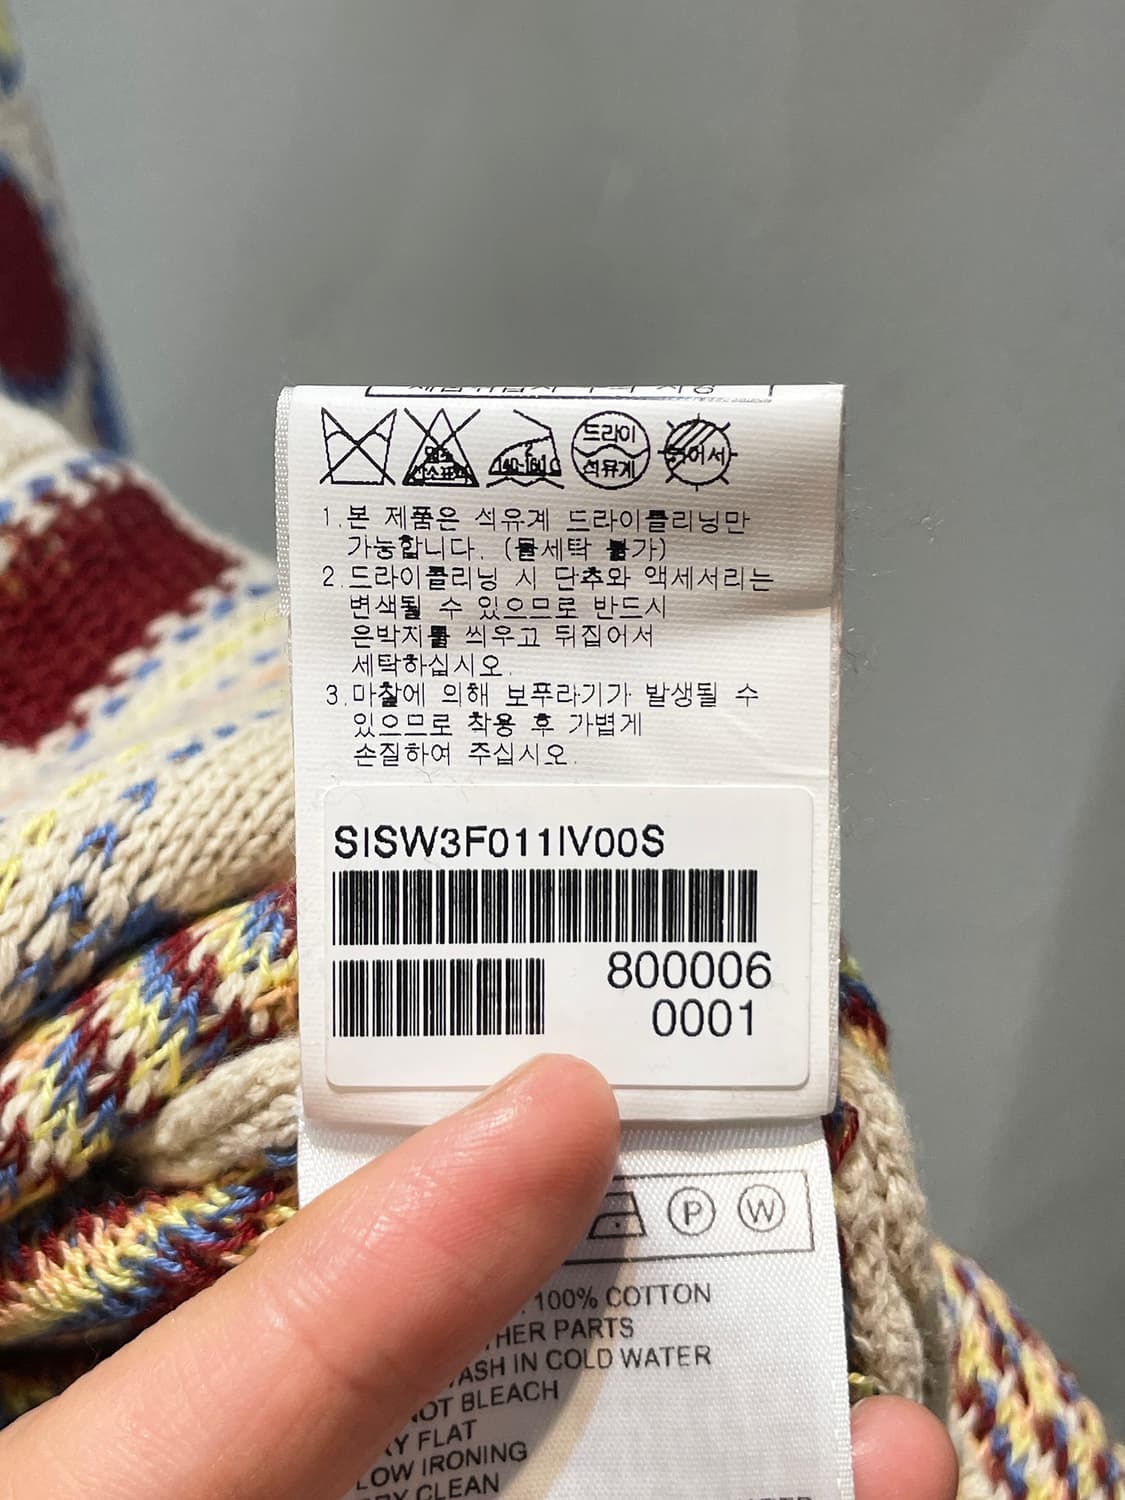 드라이
석유계
1. 본 제품은 석유계 드라이클리닝만
가능합니다. (물세탁 불가)
2. 드라이클리닝 시 단추와 액세서리는
변색될 수 있으므로 반드시
은박지를 씌우고 뒤집어서
세탁하십시오.
3. 마찰에 의해 보푸라기가 발생될 수
있으므로 착용 후 가볍게
손질하여 주십시오.
SISW3F011IV00S
800006
0001
P W
100% COTTON
PARTS
IN COLD WATER
NOT BLEACH
FLAT
LOW IRONING
CLEAN